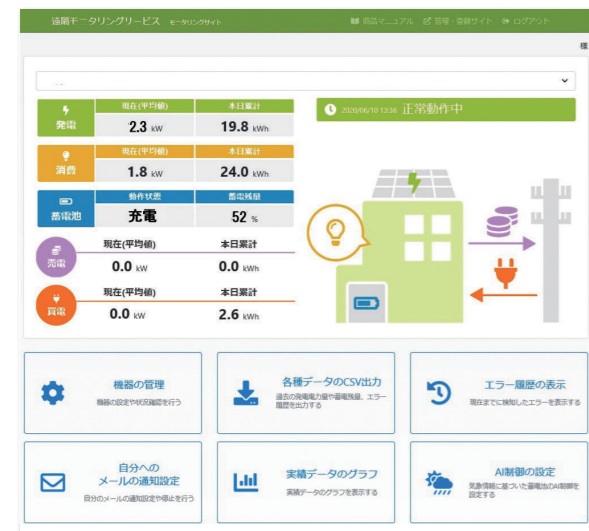 遠隔モニタリングサービス モニタリングサイト 商品マニュアル 管理・登録サイト ログアウト
様
2020/06/10 13:36 正常動作中
発電 現在(平均値) 本日累計
2.3 kW 19.8 kWh
消費 現在(平均値) 本日累計
1.8 kW 24.0 kWh
蓄電池 動作状態 蓄電残量
充電 52 %
売電 現在(平均値) 本日累計
0.0 kW 0.0 kWh
買電 現在(平均値) 本日累計
0.0 kW 2.6 kWh
機器の管理
機器の設定や状況確認を行う
各種データのCSV出力
過去の発電電力量や蓄電残量、エラー
履歴を出力する
エラー履歴の表示
現在までに検知したエラーを表示する
自分への
メールの通知設定
自分のメールの通知設定や停止を行う
実績データのグラフ
実績データのグラフを表示する
AI制御の設定
気象情報に基づいた蓄電池のAI制御を
設定する